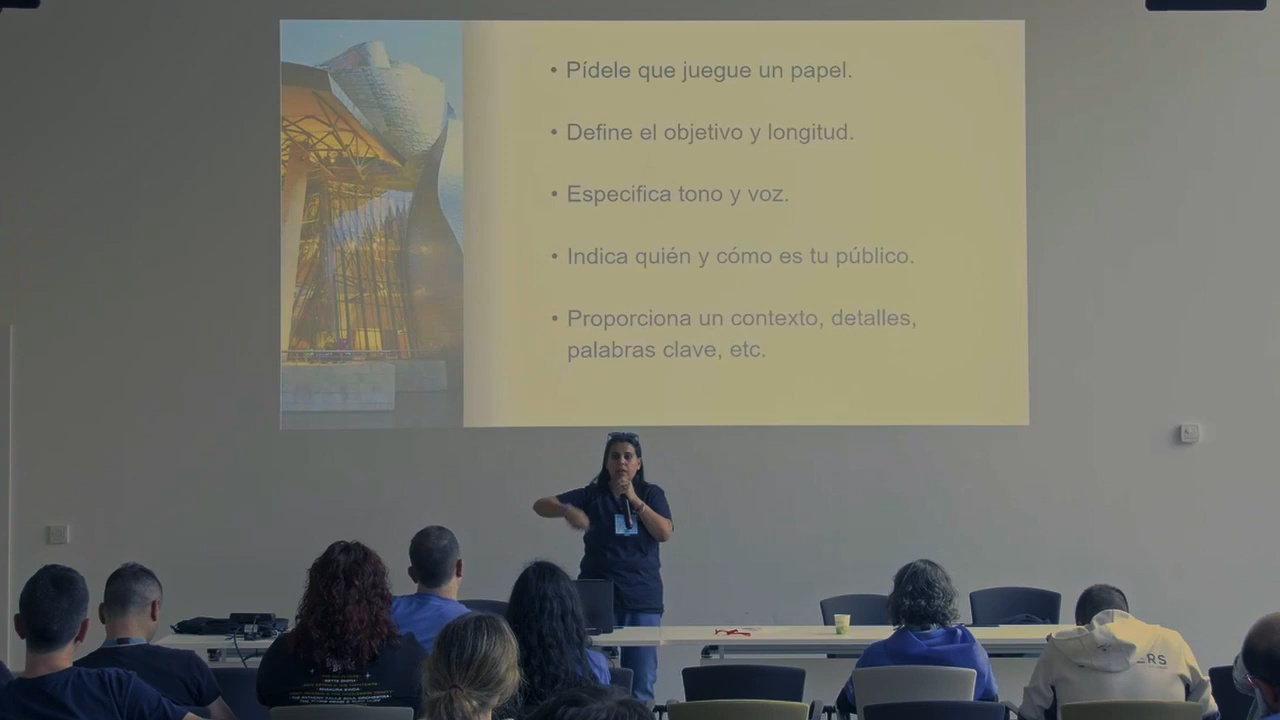 • Pídele que juegue un papel.
• Define el objetivo y longitud.
• Especifica tono y voz.
• Indica quién y cómo es tu público.
• Proporciona un contexto, detalles,
palabras clave, etc.
ERS